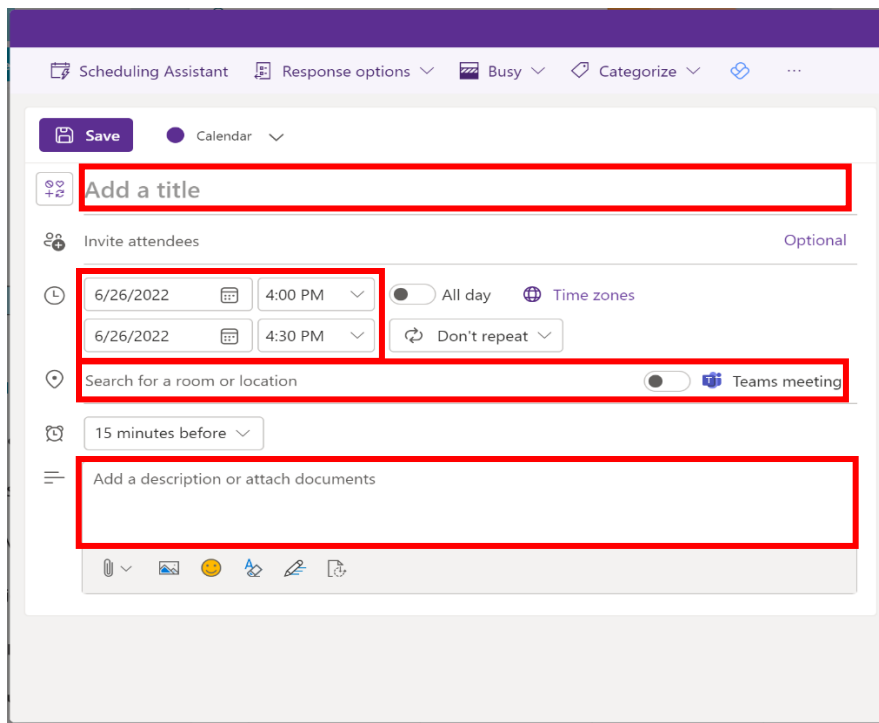 Scheduling Assistant Response options Busy Categorize ...
Save Calendar
Add a title
Invite attendees Optional
6/26/2022 4:00 PM All day Time zones
6/26/2022 4:30 PM Don't repeat
Search for a room or location Teams meeting
15 minutes before
Add a description or attach documents